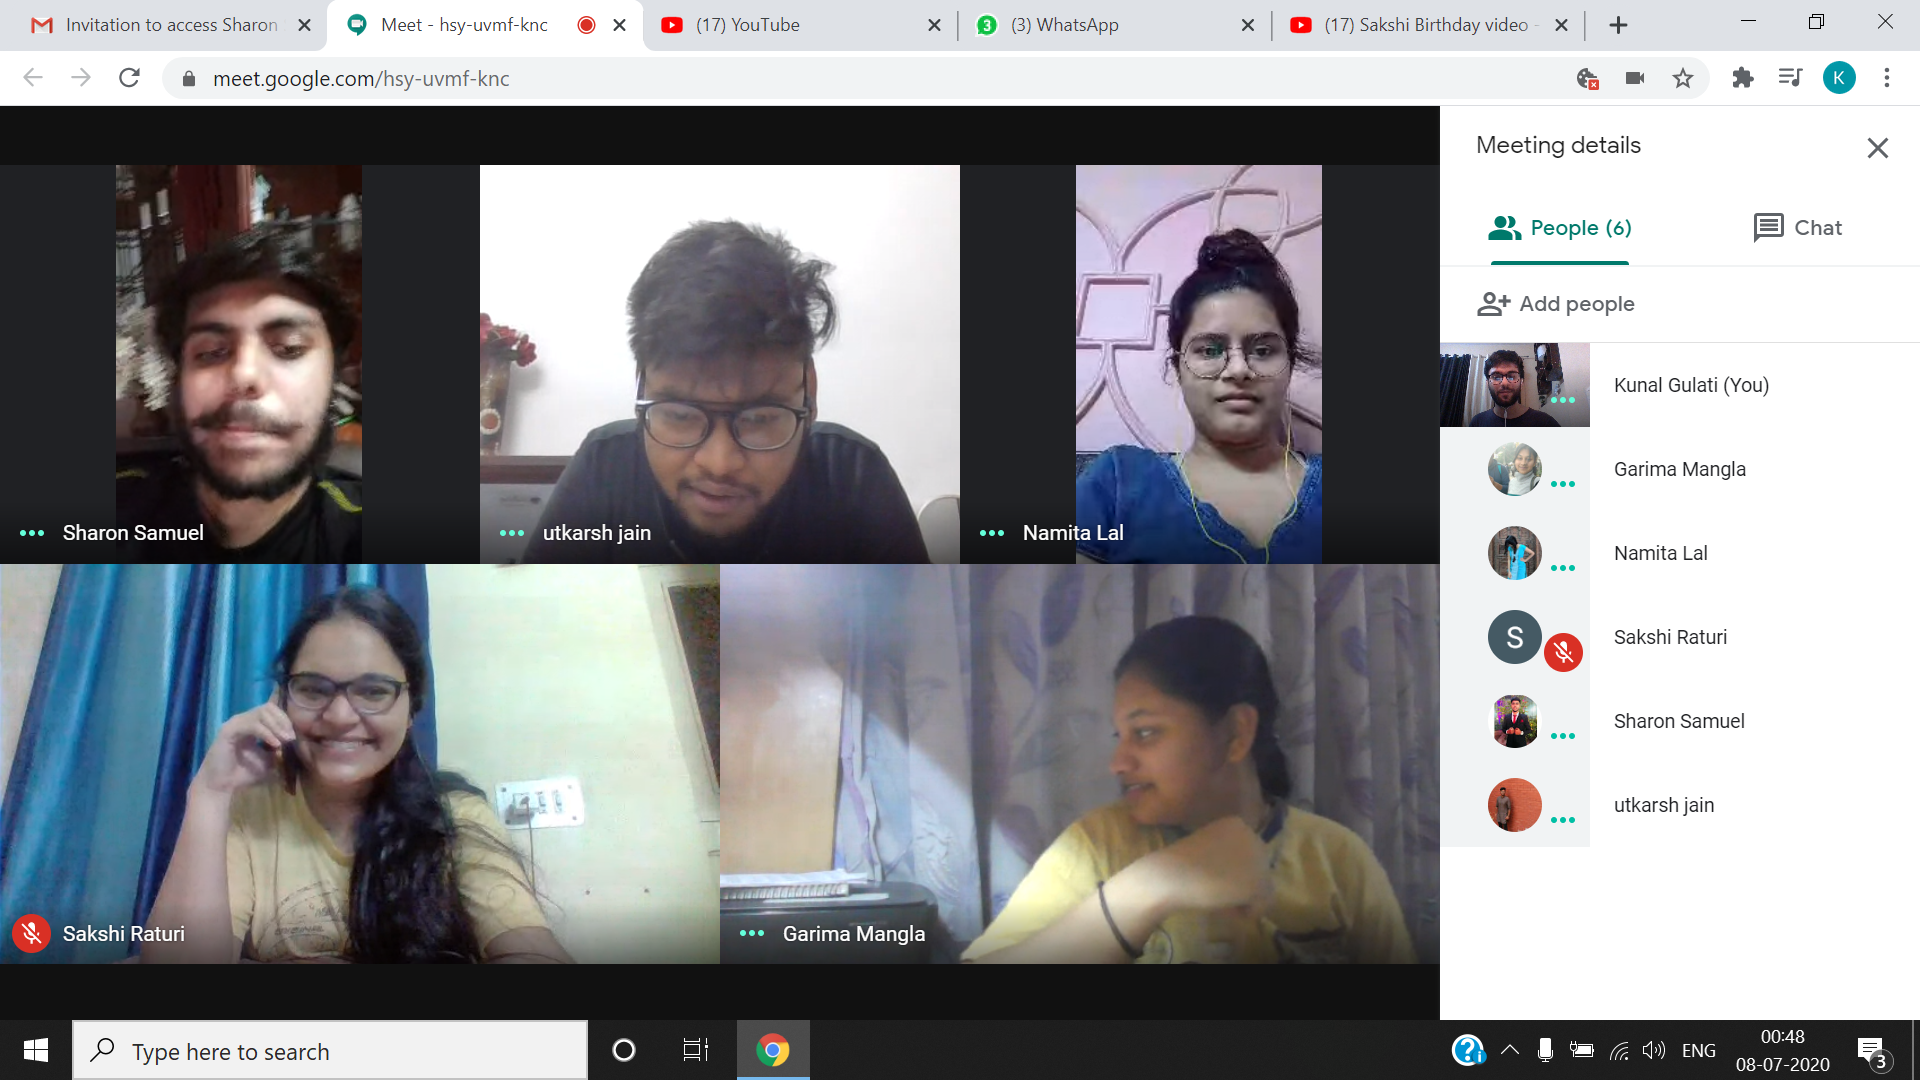 Invitation to access Sharon
Meet - hsy-uvmf-knc
(17) YouTube
3
(3) WhatsApp
(17) Sakshi Birthday video -
meet.google.com/hsy-uvmf-knc
K
Meeting details
People (6)
Chat
Add people
Kunal Gulati (You)
Garima Mangla
Namita Lal
S
Sakshi Raturi
Sharon Samuel
utkarsh jain
Sharon Samuel
utkarsh jain
Namita Lal
Sakshi Raturi
Garima Mangla
Type here to search
ENG
00:48
08-07-2020
3